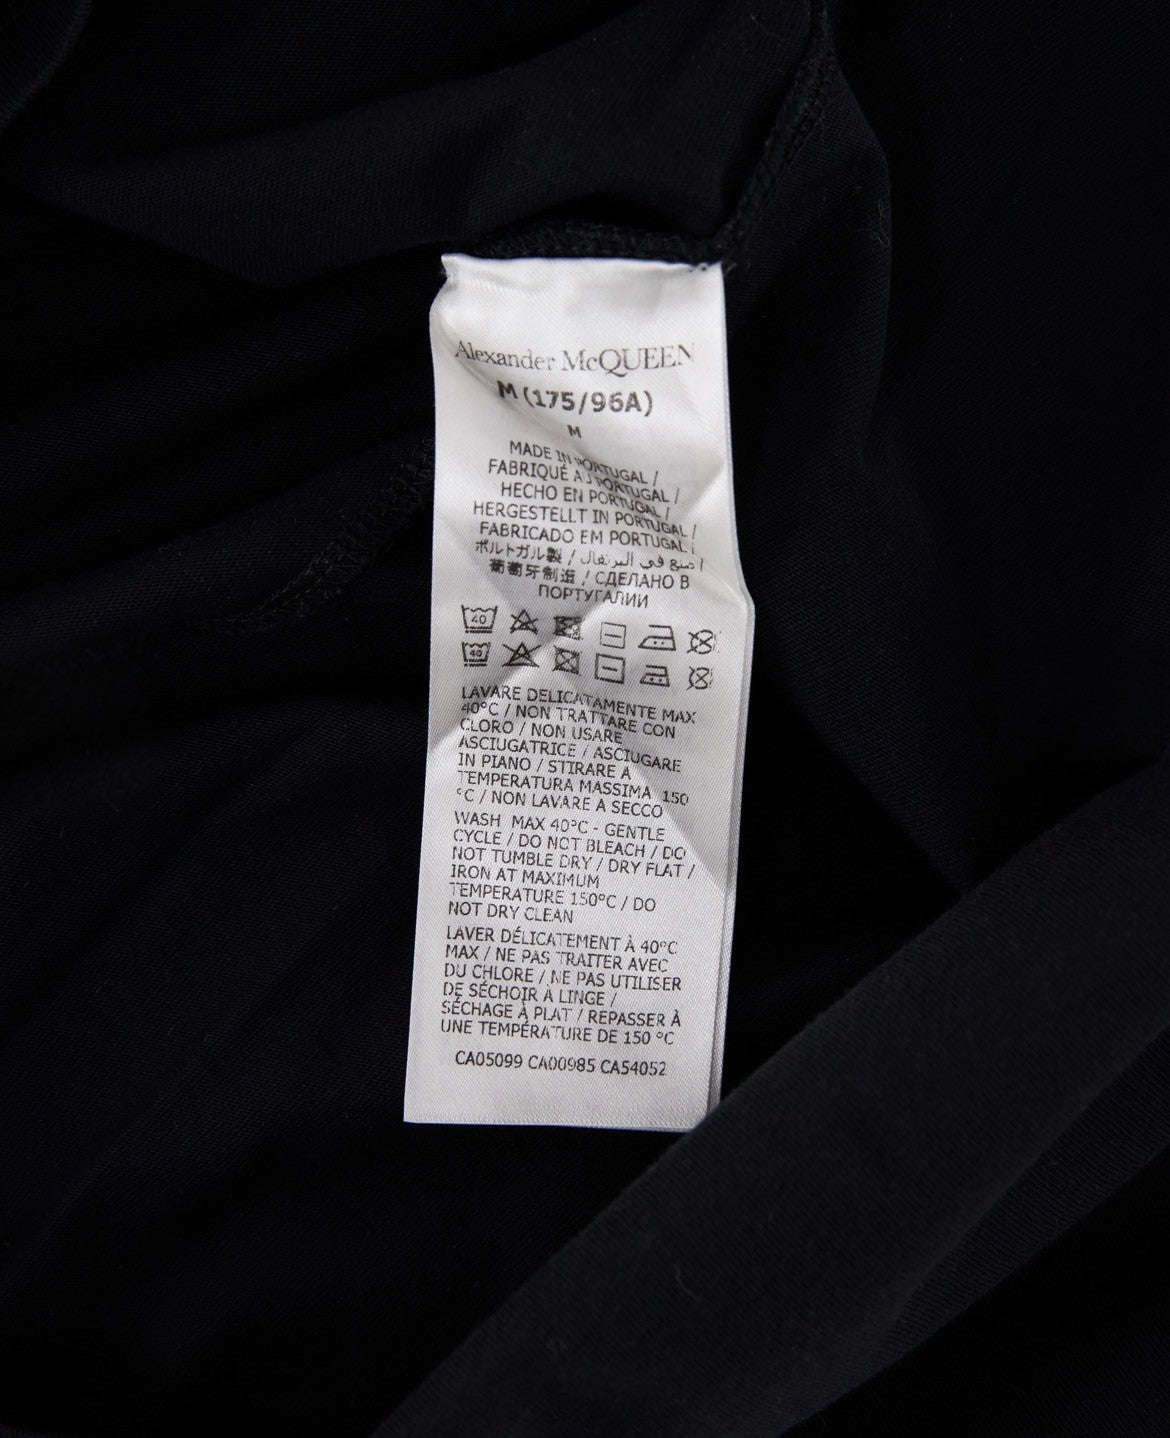 Alexander McQUEEN
M (175/96A)
M
MADE IN PORTUGAL /
FABRIQUÉ AU PORTUGAL /
HECHO EN PORTUGAL /
HERGESTELLT IN PORTUGAL /
FABRICADO EM PORTUGAL /
ポルトガル製 / صنع في البرتغال /
葡萄牙制造 / СДЕЛАНО В
ПОРТУГАЛИИ
40
40
LAVARE DELICATAMENTE MAX
40°C / NON TRATTARE CON
CLORO / NON USARE
ASCIUGATRICE / ASCIUGARE
IN PIANO / STIRARE A
TEMPERATURA MASSIMA 150
°C / NON LAVARE A SECCO
WASH MAX 40°C - GENTLE
CYCLE / DO NOT BLEACH / DO
NOT TUMBLE DRY / DRY FLAT /
IRON AT MAXIMUM
TEMPERATURE 150°C / DO
NOT DRY CLEAN
LAVER DÉLICATEMENT À 40°C
MAX / NE PAS TRAITER AVEC
DU CHLORE / NE PAS UTILISER
DE SÉCHOIR À LINGE /
SÉCHAGE À PLAT / REPASSER À
UNE TEMPÉRATURE DE 150 °C
CA05099 CA00985 CA54052